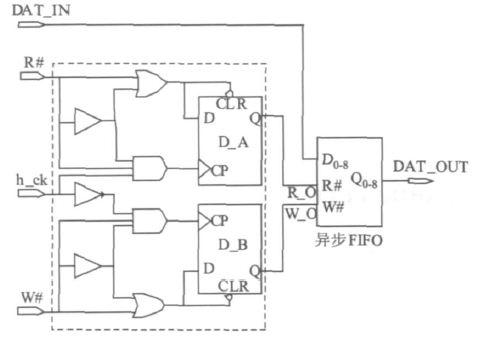 DAT_IN
R#
CLR
D
Q
D_A
CP
D0-8
Q0-8
DAT_OUT
h_ck
R_O
R#
W_O
W#
CP
异步FIFO
D_B
D
Q
CLR
W#